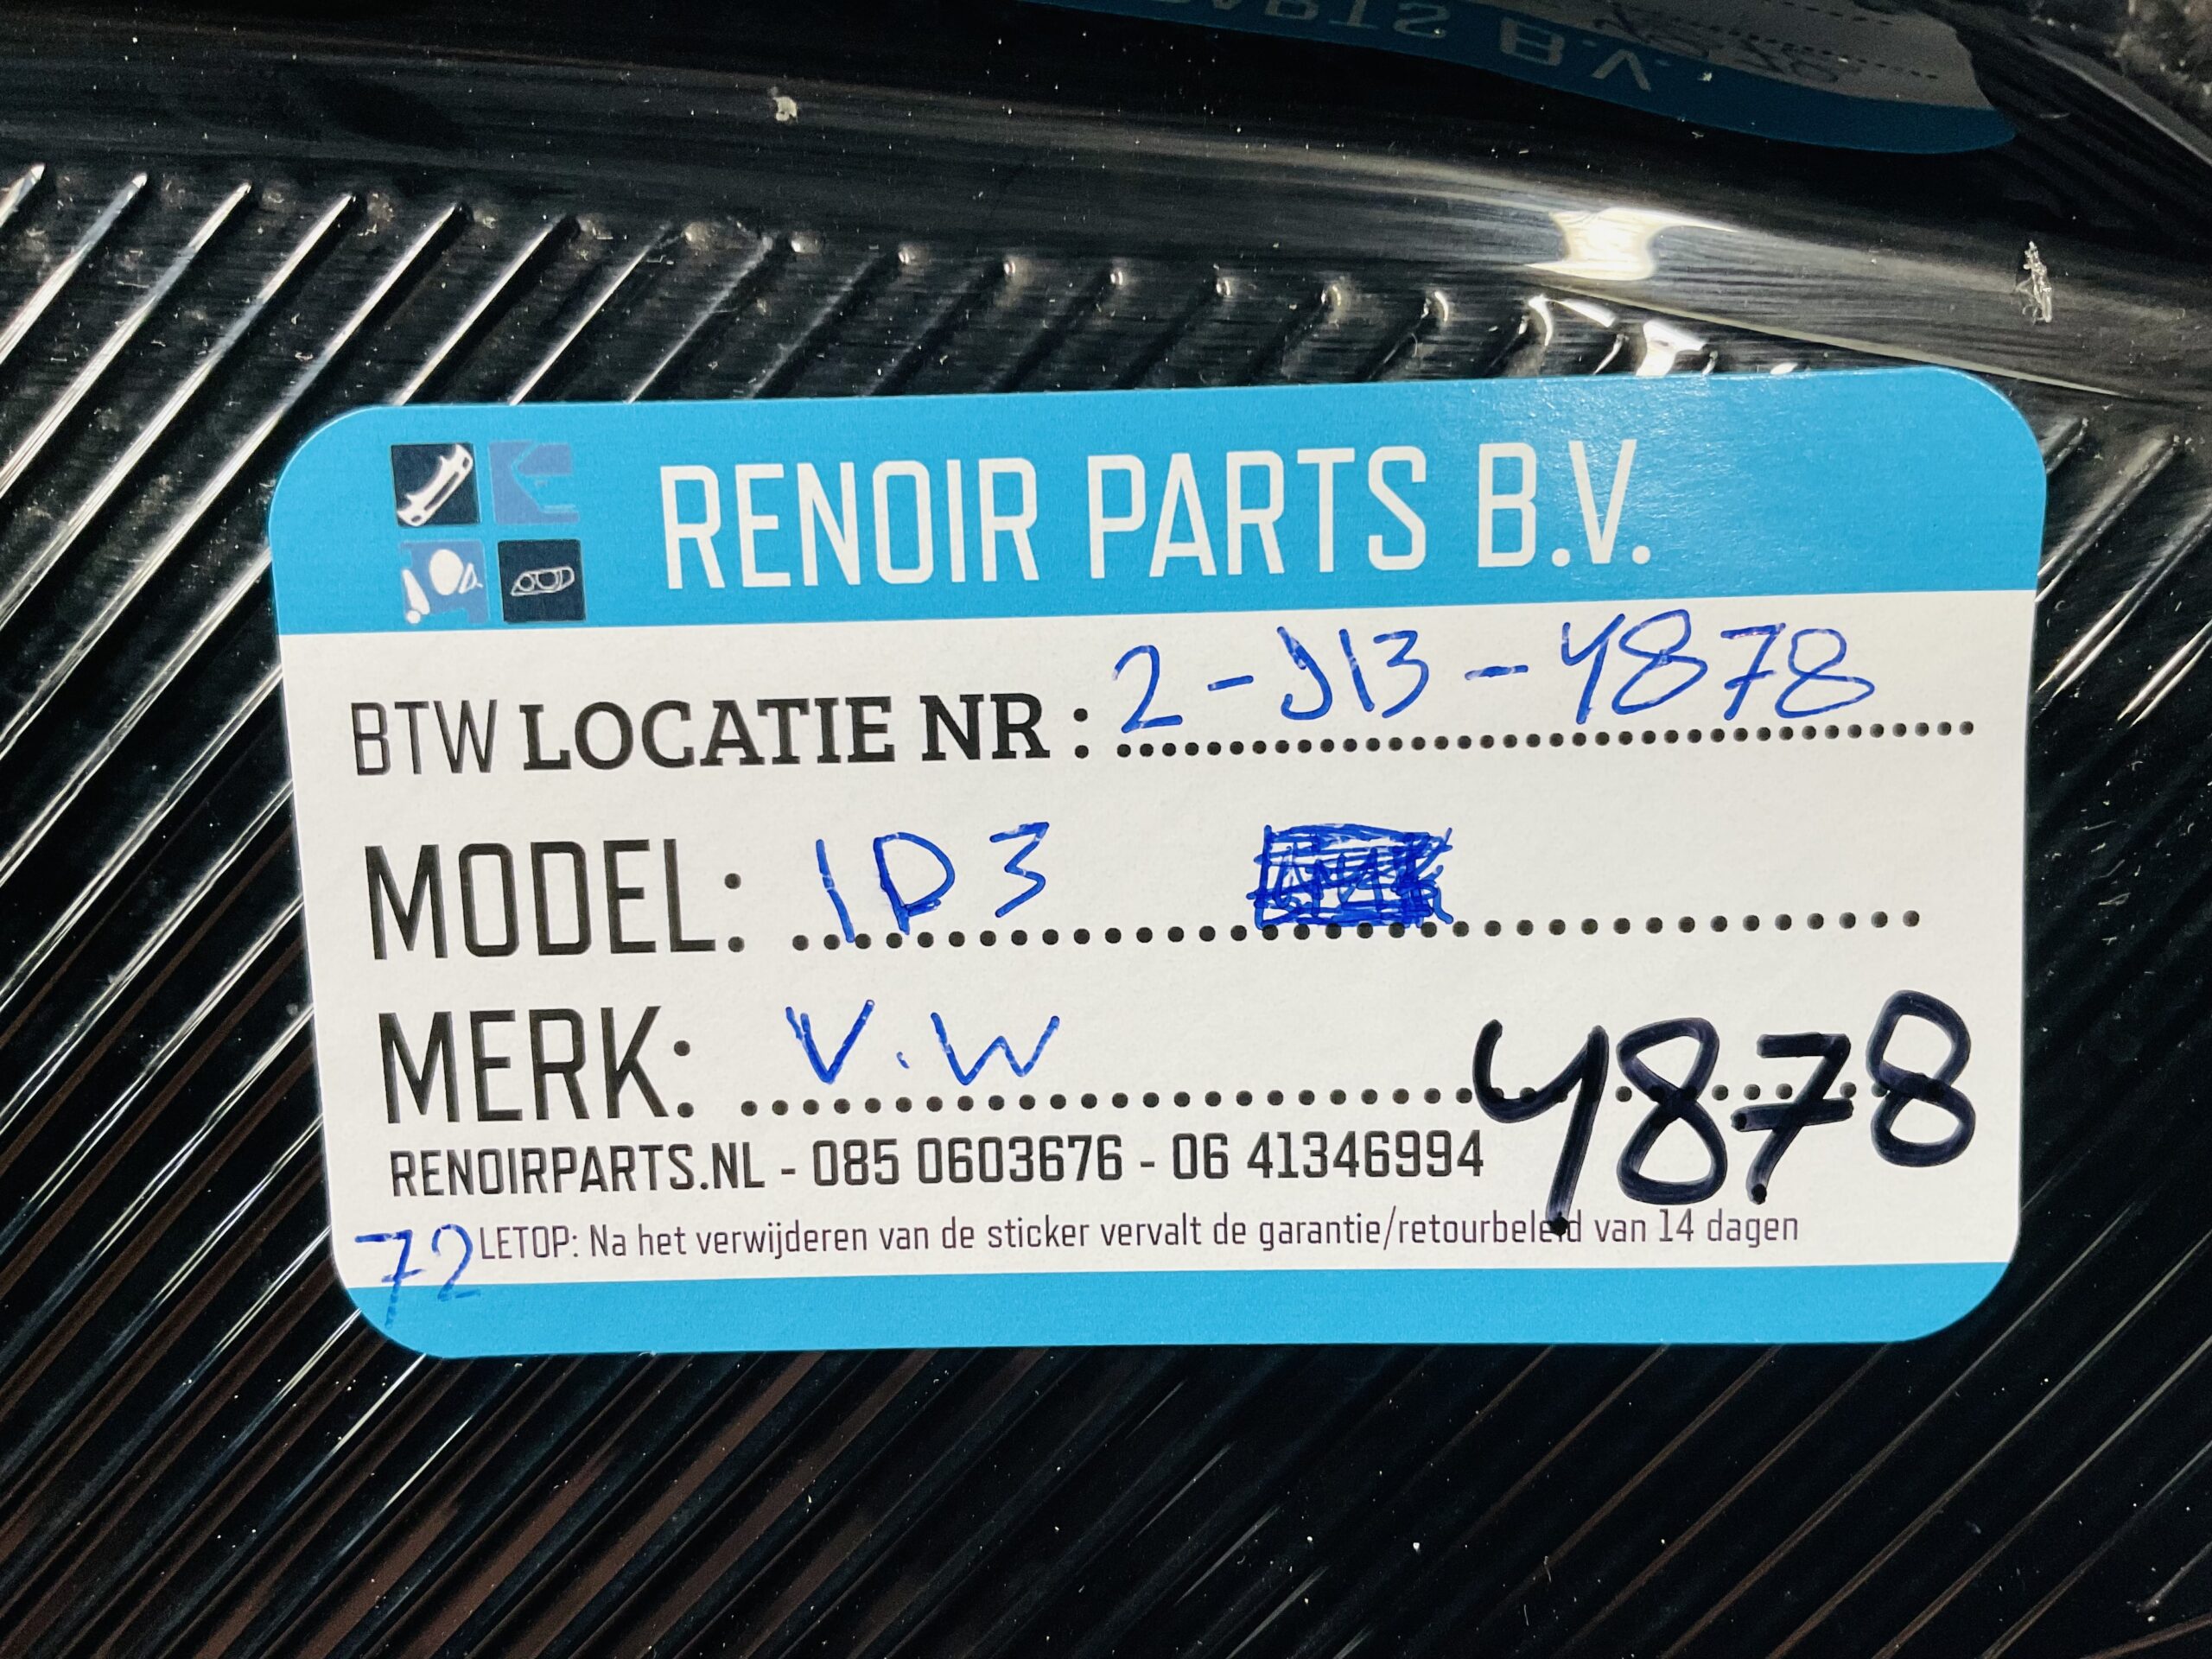 PARTS B.V.
RENOIR PARTS B.V.
BTW LOCATIE NR : 2-J13-4878
MODEL: ID3
MERK: V.W
4878
RENOIRPARTS.NL - 085 0603676 - 06 41346994
72 LETOP: Na het verwijderen van de sticker vervalt de garantie/retourbeleid van 14 dagen